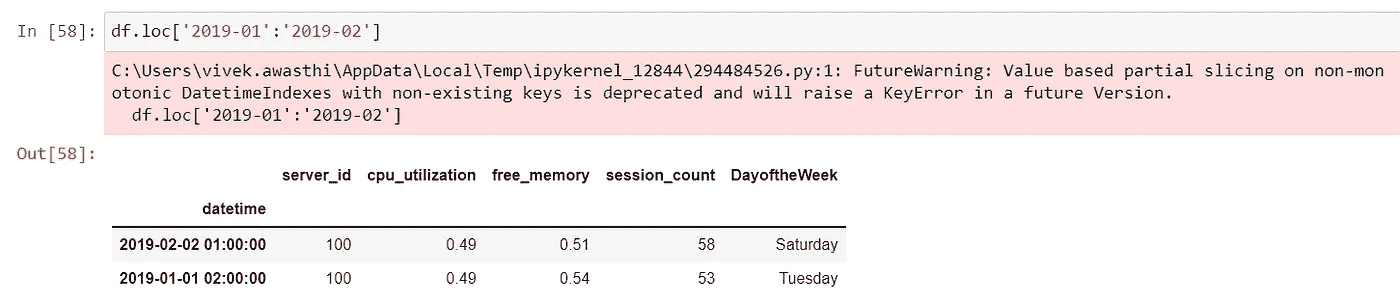 In [58]: df.loc['2019-01':'2019-02']
C:\Users\vivek.awasthi\AppData\Local\Temp\ipykernel_12844\294484526.py:1: FutureWarning: Value based partial slicing on non-mon
otonic DatetimeIndexes with non-existing keys is deprecated and will raise a KeyError in a future Version.
df.loc['2019-01':'2019-02']
Out[58]:
server_id cpu_utilization free_memory session_count DayoftheWeek
datetime
2019-02-02 01:00:00 100 0.49 0.51 58 Saturday
2019-01-01 02:00:00 100 0.49 0.54 53 Tuesday